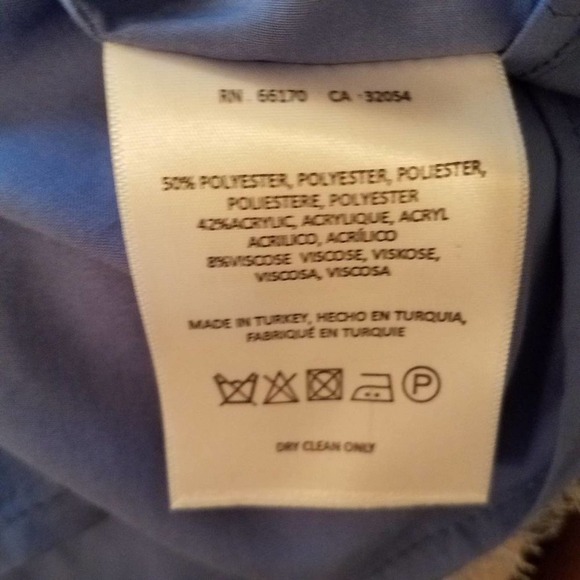 RN 66170 CA 32054
50% POLYESTER, POLYESTER, POLIESTER,
POLIESTERE, POLYESTER
42%ACRYLIC, ACRYLIQUE, ACRYL
ACRILICO, ACRÍLICO
8%VISCOSE VISCOSE, VISKOSE,
VISCOSA, VISCOSA
MADE IN TURKEY, HECHO EN TURQUIA,
FABRIQUÉ EN TURQUIE
P
DRY CLEAN ONLY